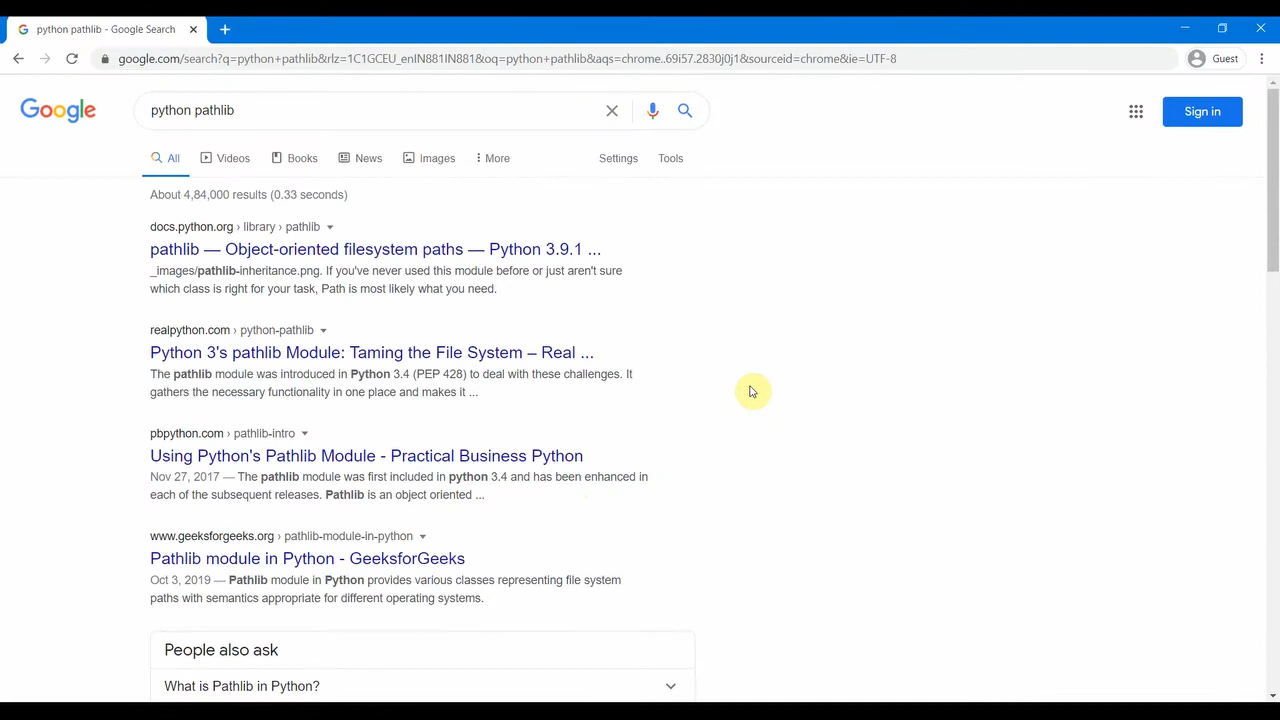 python pathlib - Google Search
google.com/search?q=python+pathlib&rlz=1C1GCEU_enIN881IN881&oq=python+pathlib&aqs=chrome..69i57.2830j0j1&sourceid=chrome&ie=UTF-8
Guest
Google
python pathlib
Sign in
All
Videos
Books
News
Images
More
Settings
Tools
About 4,84,000 results (0.33 seconds)
docs.python.org › library › pathlib
pathlib — Object-oriented filesystem paths — Python 3.9.1 ...
_images/pathlib-inheritance.png. If you've never used this module before or just aren't sure
which class is right for your task, Path is most likely what you need.
realpython.com › python-pathlib
Python 3's pathlib Module: Taming the File System – Real ...
The pathlib module was introduced in Python 3.4 (PEP 428) to deal with these challenges. It
gathers the necessary functionality in one place and makes it ...
pbpython.com › pathlib-intro
Using Python's Pathlib Module - Practical Business Python
Nov 27, 2017 — The pathlib module was first included in python 3.4 and has been enhanced in
each of the subsequent releases. Pathlib is an object oriented ...
www.geeksforgeeks.org › pathlib-module-in-python
Pathlib module in Python - GeeksforGeeks
Oct 3, 2019 — Pathlib module in Python provides various classes representing file system
paths with semantics appropriate for different operating systems.
People also ask
What is Pathlib in Python?